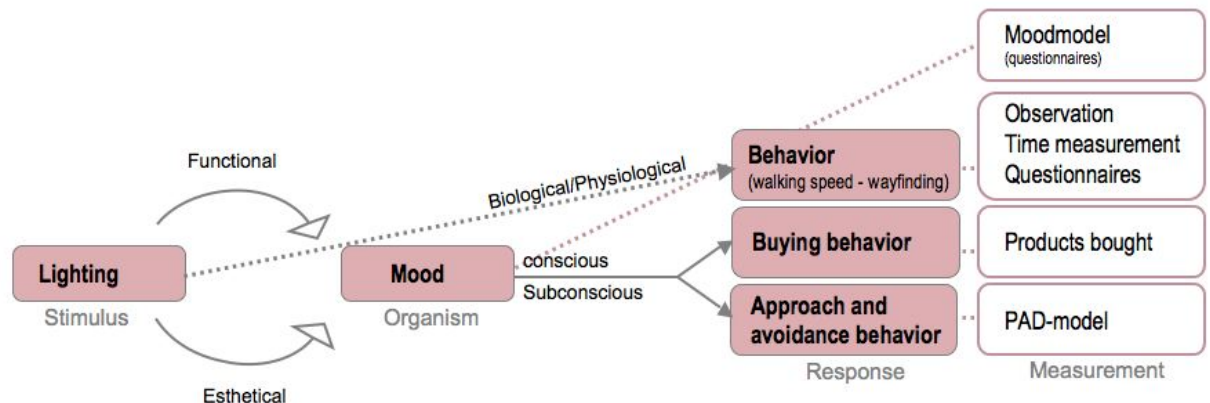 Functional
Biological/Physiological
Lighting
Stimulus
Esthetical
Mood
Organism
conscious
Subconscious
Behavior
(walking speed - wayfinding)
Buying behavior
Approach and
avoidance behavior
Response
Moodmodel
(questionnaires)
Observation
Time measurement
Questionnaires
Products bought
PAD-model
Measurement